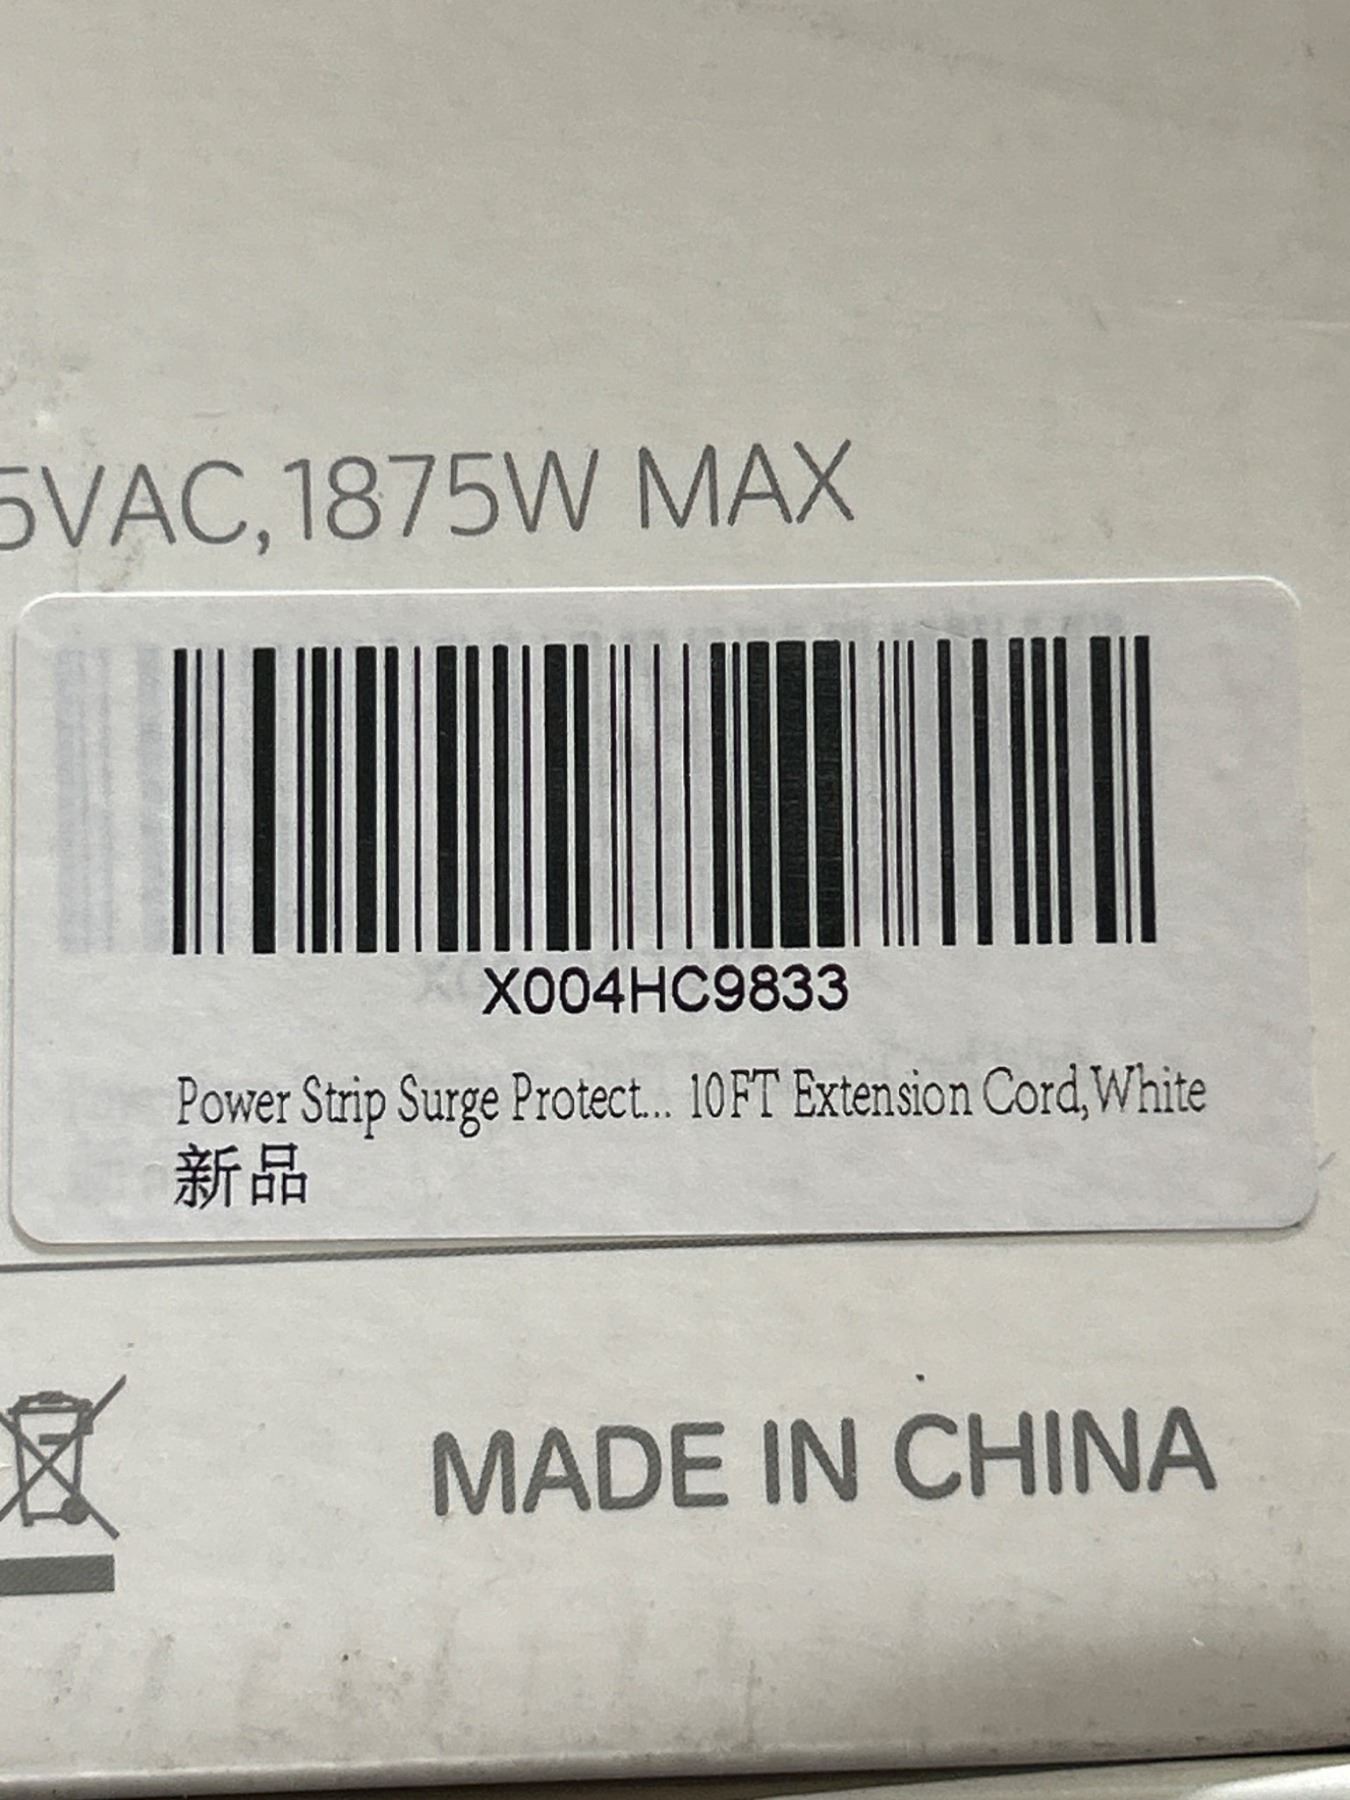 5VAC,1875W MAX
X004HC9833
Power Strip Surge Protect... 10FT Extension Cord,White
新品
MADE IN CHINA